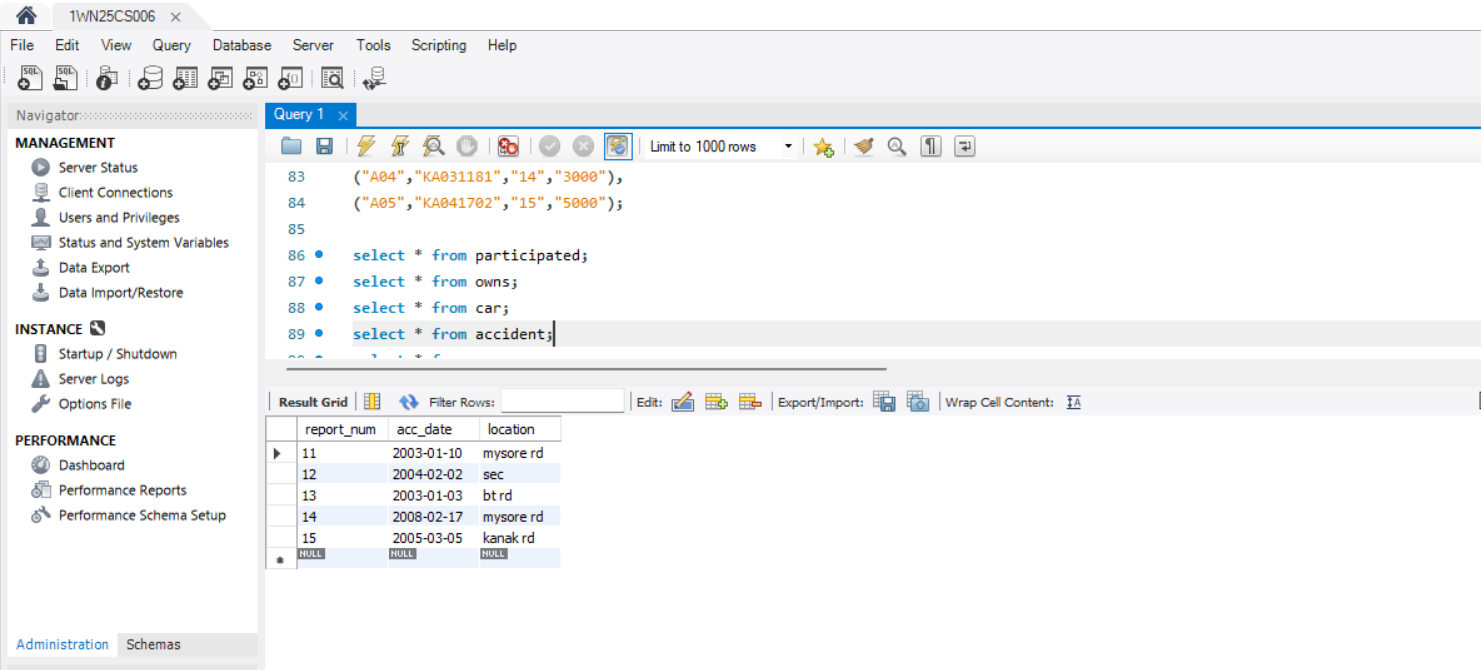 1WN25CS006
File Edit View Query Database Server Tools Scripting Help
Navigator
Query 1
MANAGEMENT
Server Status
Client Connections
Users and Privileges
Status and System Variables
Data Export
Data Import/Restore
INSTANCE
Startup / Shutdown
Server Logs
Options File
PERFORMANCE
Dashboard
Performance Reports
Performance Schema Setup
Administration Schemas
Limit to 1000 rows
83 ("A04","KA031181","14","3000"),
84 ("A05","KA041702","15","5000");
85
86 select * from participated;
87 select * from owns;
88 select * from car;
89 select * from accident;
Result Grid Filter Rows: Edit: Export/Import: Wrap Cell Content:
report_num acc_date location
11 2003-01-10 mysore rd
12 2004-02-02 sec
13 2003-01-03 bt rd
14 2008-02-17 mysore rd
15 2005-03-05 kanak rd
NULL NULL NULL